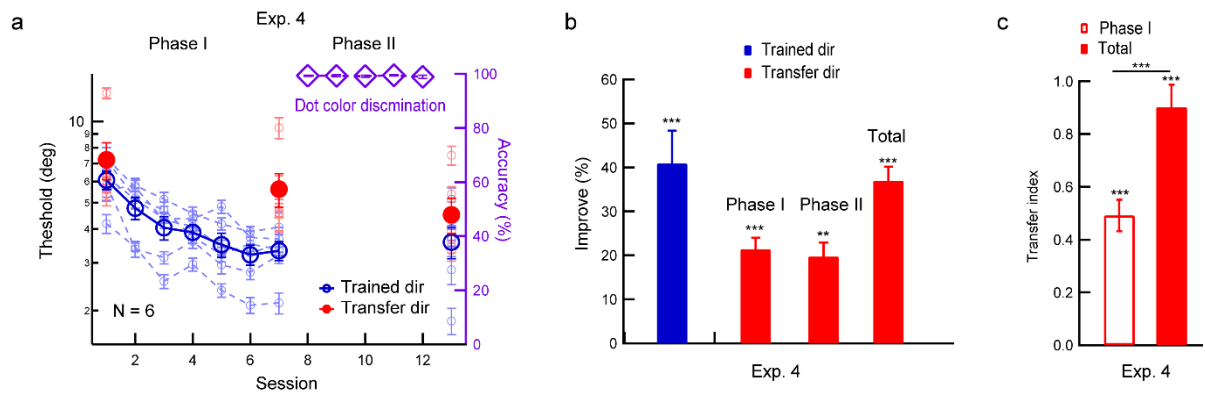 a
Exp. 4
Phase I
Phase II
Dot color discmination
Theshold (deg)
10
9
8
7
6
5
4
3
2
Accuracy (%)
100
80
60
40
20
0
Trained dir
Transfer dir
N = 6
2
4
6
8
10
12
Session
b
Trained dir
Transfer dir
Improve (%)
60
50
40
30
20
10
0
***
Phase I
***
Phase II
**
Total
***
Exp. 4
c
Phase I
Total
Transfer index
1.0
0.8
0.6
0.4
0.2
0.0
***
***
***
Exp. 4